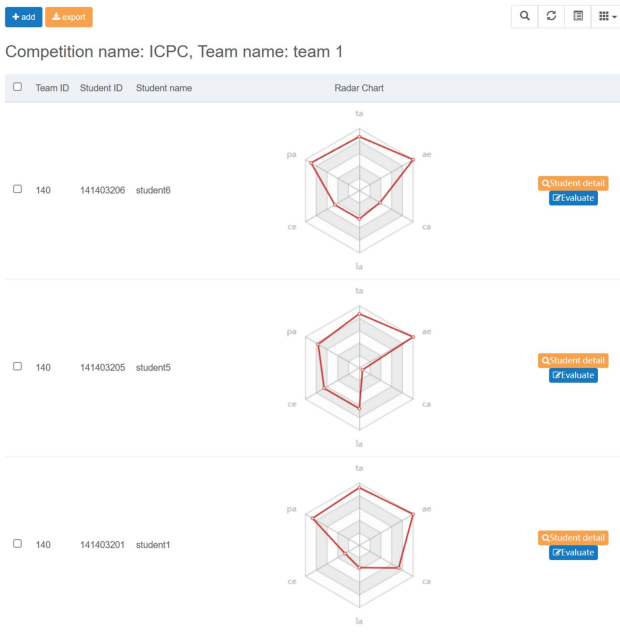 add export
Competition name: ICPC, Team name: team 1
Team ID Student ID Student name Radar Chart
ta
pa ae
140 141403206 student6 Student detail
Evaluate
ce ca
la
ta
pa ae
140 141403205 student5 Student detail
Evaluate
ce ca
la
ta
pa ae
140 141403201 student1 Student detail
Evaluate
ce ca
la